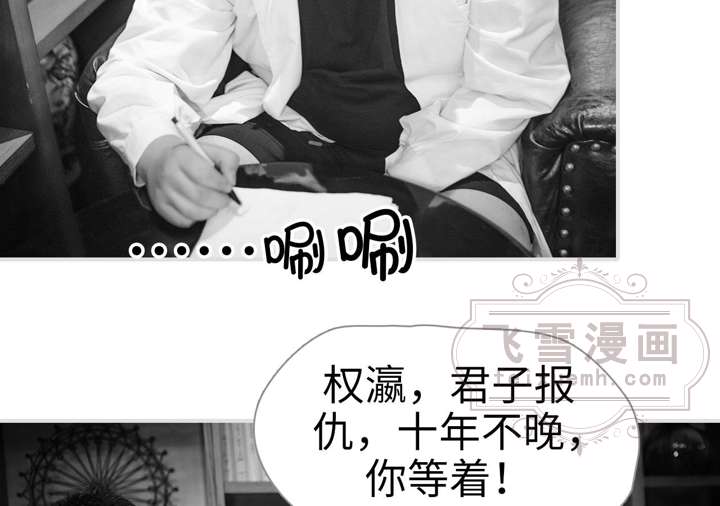 ……唰唰
飞雪漫画
权瀛，君子报
仇，十年不晚，
你等着！